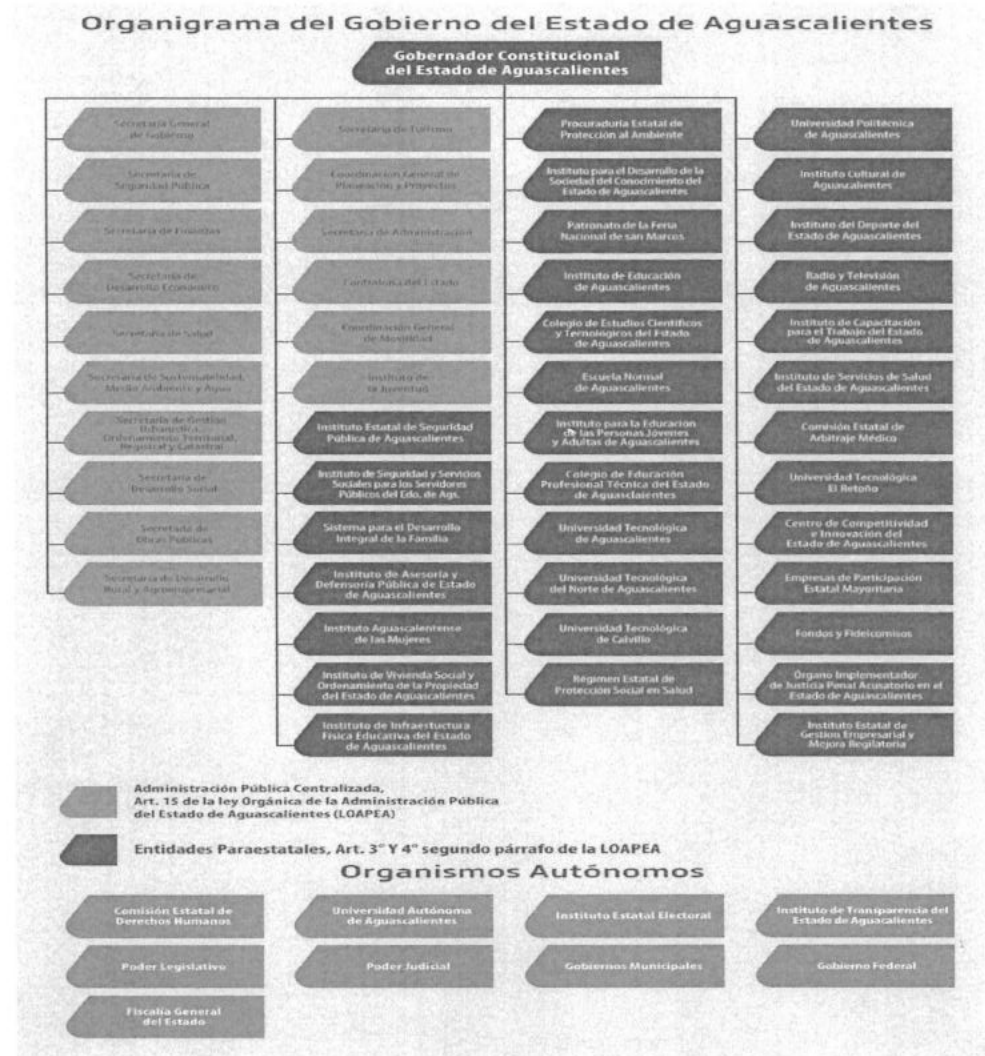 Organigrama del Gobierno del Estado de Aguascalientes
Gobernador Constitucional
del Estado de Aguascalientes
Secretaría General
de Gobierno
Secretaría de
Seguridad Pública
Secretaría de Finanzas
Secretaría de
Desarrollo Económico
Secretaría de Salud
Secretaría de Sustentabilidad,
Medio Ambiente y Agua
Secretaría de Gestión
Urbanística,
Ordenamiento Territorial,
Registral y Catastral
Secretaría de
Desarrollo Social
Secretaría de
Obras Públicas
Secretaría de Desarrollo
Rural y Agroempresarial
Secretaría de Turismo
Coordinación General de
Planeación y Proyectos
Secretaría de Administración
Contraloría del Estado
Coordinación General
de Movilidad
Instituto de
la Juventud
Instituto Estatal de Seguridad
Pública de Aguascalientes
Instituto de Seguridad y Servicios
Sociales para los Servidores
Públicos del Edo. de Ags.
Sistema para el Desarrollo
Integral de la Familia
Instituto de Asesoría y
Defensoría Pública de Estado
de Aguascalientes
Instituto Aguascalentense
de las Mujeres
Instituto de Vivienda Social y
Ordenamiento de la Propiedad
del Estado de Aguascalientes
Instituto de Infraertuctura
Física Educativa del Estado
de Aguascalientes
Procuraduría Estatal de
Protección al Ambiente
Instituto para el Desarrollo de la
Sociedad del Conocimiento del
Estado de Aguascalientes
Patronato de la Feria
Nacional de san Marcos
Instituto de Educación
de Aguascalientes
Colegio de Estudios Científicos
y Tecnológicos del Estado
de Aguascalientes
Escuela Normal
de Aguascalientes
Instituto para la Educación
de las Personas Jóvenes
y Adultas de Aguascalientes
Colegio de Educación
Profesional Técnica del Estado
de Aguasclaientes
Universidad Tecnológica
de Aguascalientes
Universidad Tecnológica
del Norte de Aguascalientes
Universidad Tecnológica
de Calvillo
Régimen Estatal de
Protección Social en Salud
Universidad Politécnica
de Aguascalientes
Instituto Cultural de
Aguascalientes
Instituto del Deporte del
Estado de Aguascalientes
Radio y Televisión
de Aguascalientes
Instituto de Capacitación
para el Trabajo del Estado
de Aguascalientes
Instituto de Servicios de Salud
del Estado de Aguascalientes
Comisión Estatal de
Arbitraje Médico
Universidad Tecnológica
El Retoño
Centro de Competitividad
e Innovación del
Estado de Aguascalientes
Empresas de Participación
Estatal Mayoritaria
Fondos y Fideicomisos
Órgano Implementador
de Justicia Penal Acusatorio en el
Estado de Aguascalientes
Instituto Estatal de
Gestion Empresarial y
Mejora Regilatoria
Administración Pública Centralizada,
Art. 15 de la ley Orgánica de la Administración Pública
del Estado de Aguascalientes (LOAPEA)
Entidades Paraestatales, Art. 3° Y 4° segundo párrafo de la LOAPEA
Organismos Autónomos
Comisión Estatal de
Derechos Humanos
Universidad Autónoma
de Aguascalientes
Instituto Estatal Electoral
Instituto de Transparencia del
Estado de Aguacalientes
Poder Legislativo
Poder Judicial
Gobiernos Municipales
Gobierno Federal
Fiscalía General
del Estado